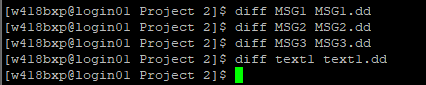 [w418bxp@login01 Project 2]$ diff MSG1 MSG1.dd
[w418bxp@login01 Project 2]$ diff MSG2 MSG2.dd
[w418bxp@login01 Project 2]$ diff MSG3 MSG3.dd
[w418bxp@login01 Project 2]$ diff text1 text1.dd
[w418bxp@login01 Project 2]$